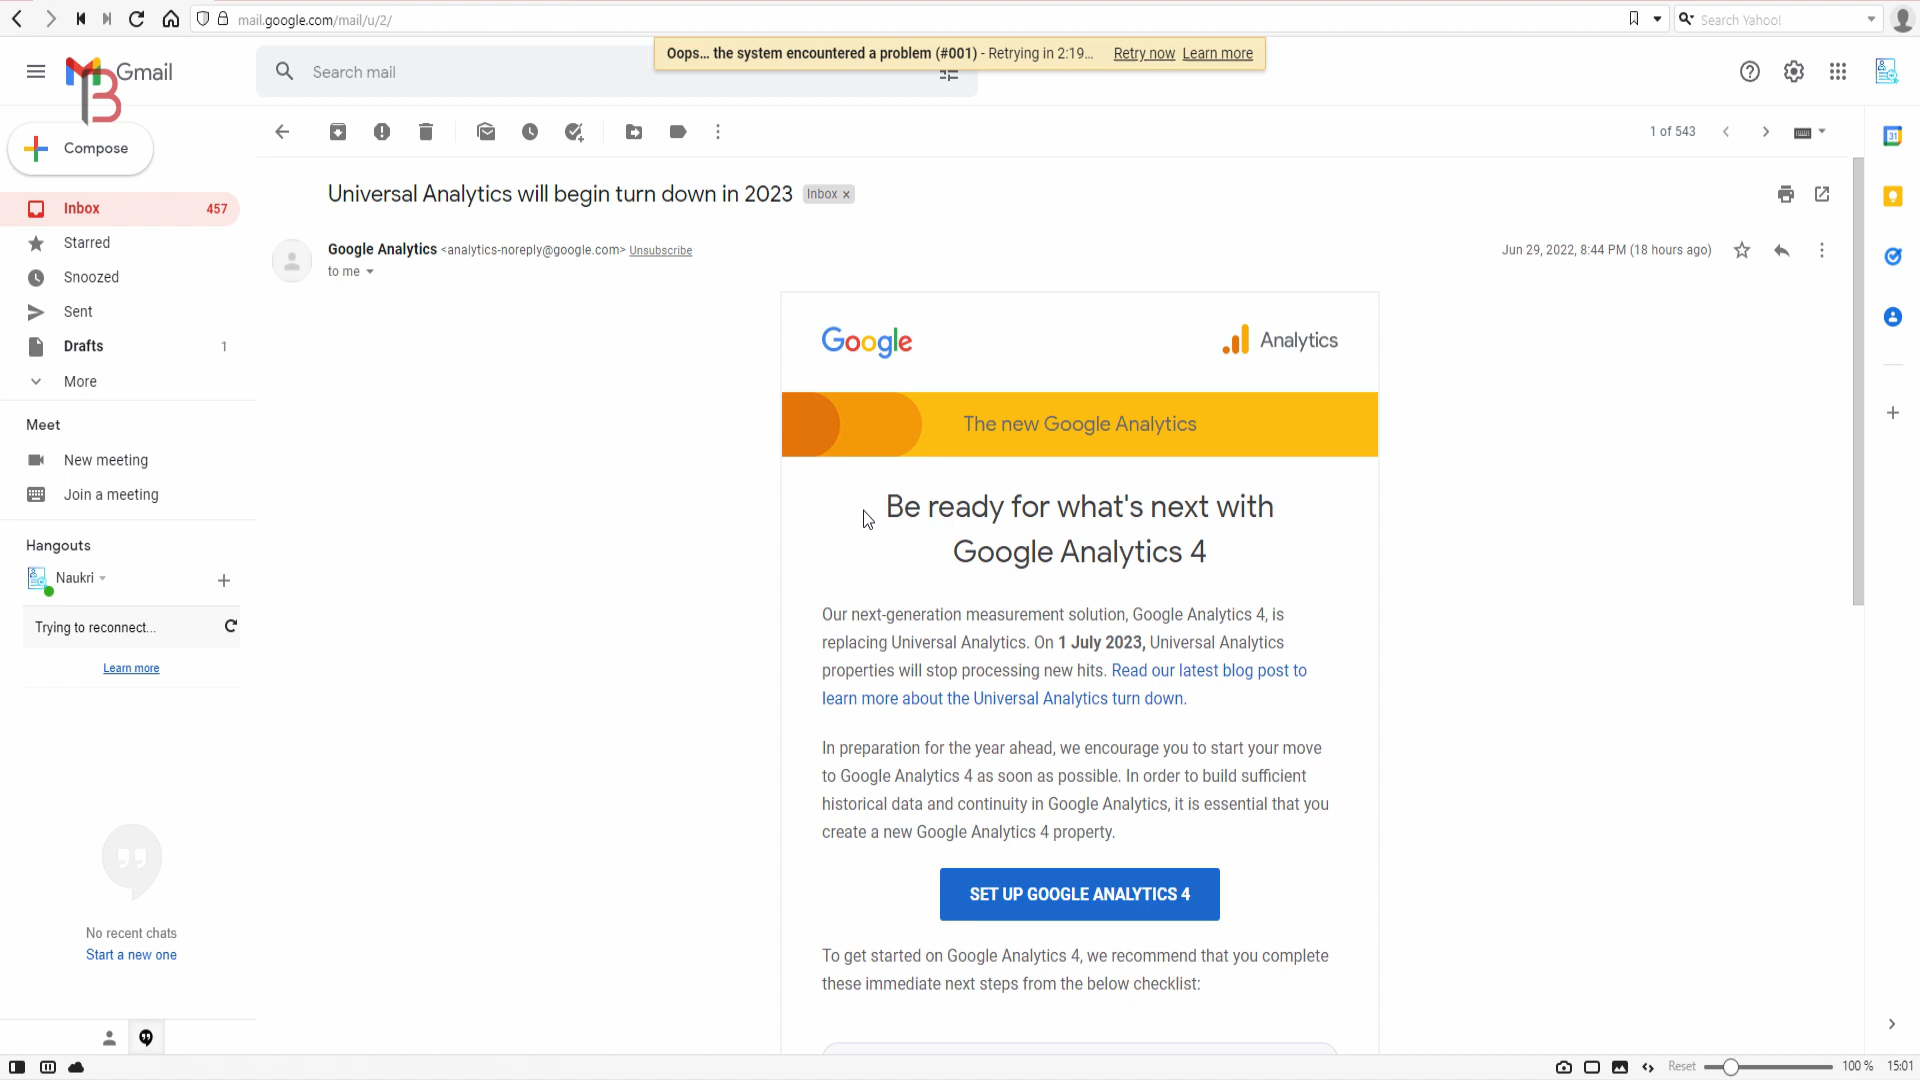 mail.google.com/mail/u/2/
Search Yahoo!
Oops... the system encountered a problem (#001) - Retrying in 2:19... Retry now Learn more
Gmail
Search mail
Compose
1 of 543
Universal Analytics will begin turn down in 2023 Inbox x
Inbox 457
Starred
Google Analytics <analytics-noreply@google.com> Unsubscribe
Jun 29, 2022, 8:44 PM (18 hours ago)
to me
Snoozed
Sent
Drafts 1
More
Meet
New meeting
Join a meeting
Hangouts
Naukri
Trying to reconnect...
Learn more
No recent chats
Start a new one
Google Analytics
The new Google Analytics
Be ready for what's next with
Google Analytics 4
Our next-generation measurement solution, Google Analytics 4, is
replacing Universal Analytics. On 1 July 2023, Universal Analytics
properties will stop processing new hits. Read our latest blog post to
learn more about the Universal Analytics turn down.
In preparation for the year ahead, we encourage you to start your move
to Google Analytics 4 as soon as possible. In order to build sufficient
historical data and continuity in Google Analytics, it is essential that you
create a new Google Analytics 4 property.
SET UP GOOGLE ANALYTICS 4
To get started on Google Analytics 4, we recommend that you complete
these immediate next steps from the below checklist:
31
Reset 100 % 15:01